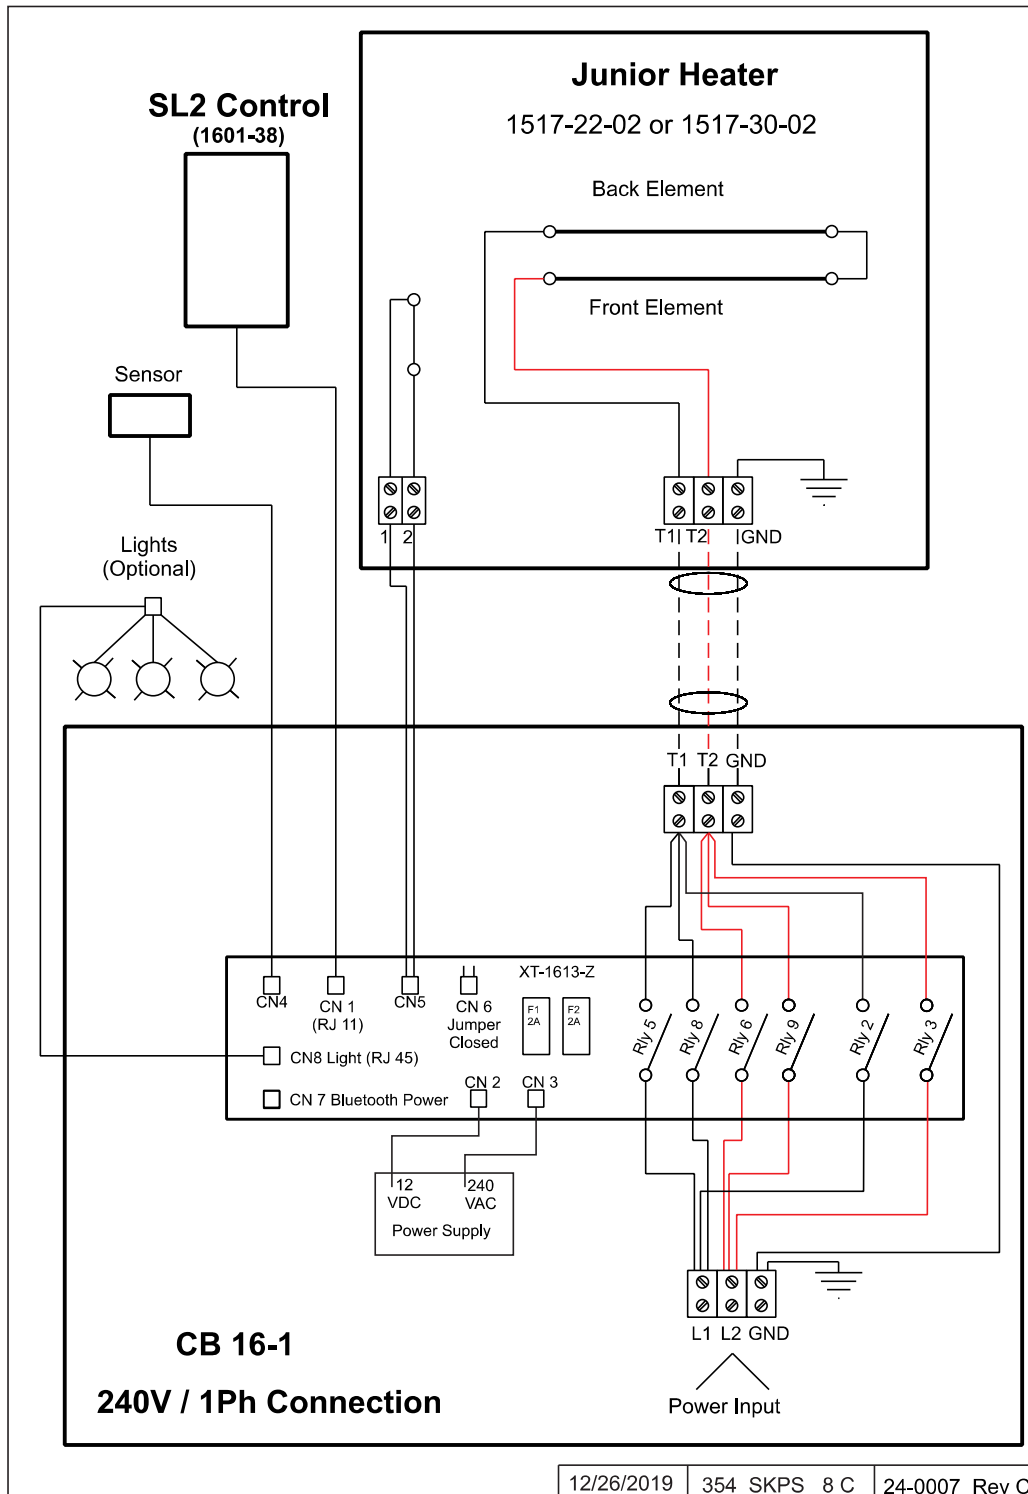 Junior Heater
1517-22-02 or 1517-30-02
SL2 Control
(1601-38)
Back Element
Front Element
Sensor
1 2
T1 T2 GND
Lights
(Optional)
T1 T2 GND
XT-1613-Z
CN4
CN 1
(RJ 11)
CN5
CN 6
Jumper
Closed
F1
2A
F2
2A
Rly 5
Rly 8
Rly 6
Rly 9
Rly 2
Rly 3
CN8 Light (RJ 45)
CN 7 Bluetooth Power
CN 2
CN 3
12
VDC
240
VAC
Power Supply
L1 L2 GND
Power Input
CB 16-1
240V / 1Ph Connection
12/26/2019 354 SKPS 8 C 24-0007 Rev C